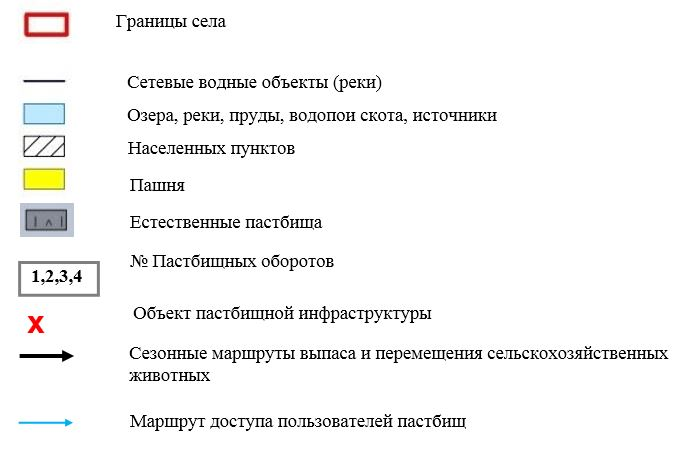 Границы села
Сетевые водные объекты (реки)
Озера, реки, пруды, водопои скота, источники
Населенных пунктов
Пашня
Естественные пастбища
№ Пастбищных оборотов
1,2,3,4
Объект пастбищной инфраструктуры
X
Сезонные маршруты выпаса и перемещения сельскохозяйственных
животных
Маршрут доступа пользователей пастбищ